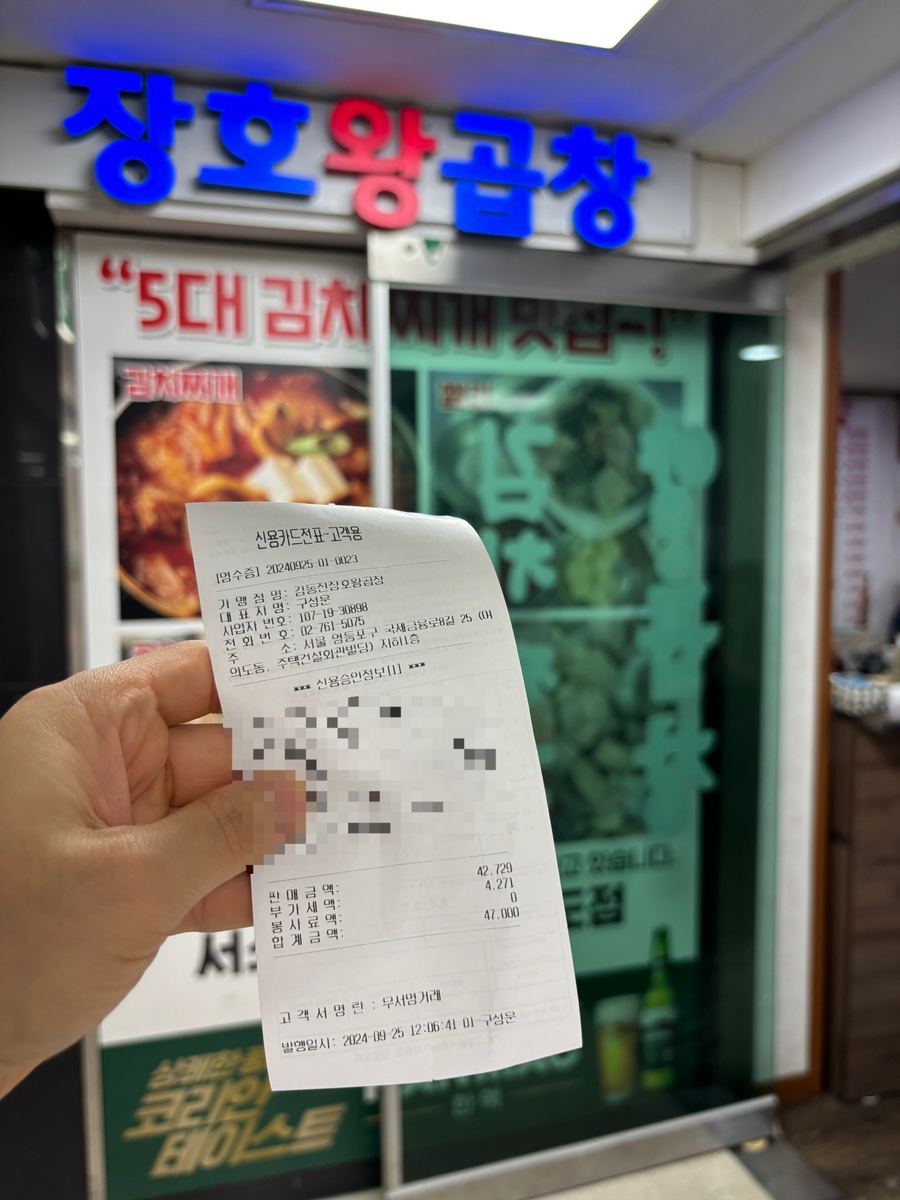 장호왕곱창
“5대 김치찌개 맛집~!”
김치찌개
신용카드전표-고객용
[영수증] 20240925-01-0023
가 맹 점 명: 김농진장호왕곱창
대 표 자 명: 구성운
사업자 번호: 107-19-30898
전 화 번 호: 02-761-5075
주 소: 서울 영등포구 국제금융로8길 25 (여
의도동, 주택건설회관빌딩) 지하1층
*** 신용승인정보[1] ***
판 매 금 액: 42,729
부 가 세 액: 4,271
봉 사 료 액: 0
합 계 금 액: 47,000
고 객 서 명 란 : 무서명거래
발행일시: 2024-09-25 12:06:41 01 구성운
있습니다.
코리안
테이스트